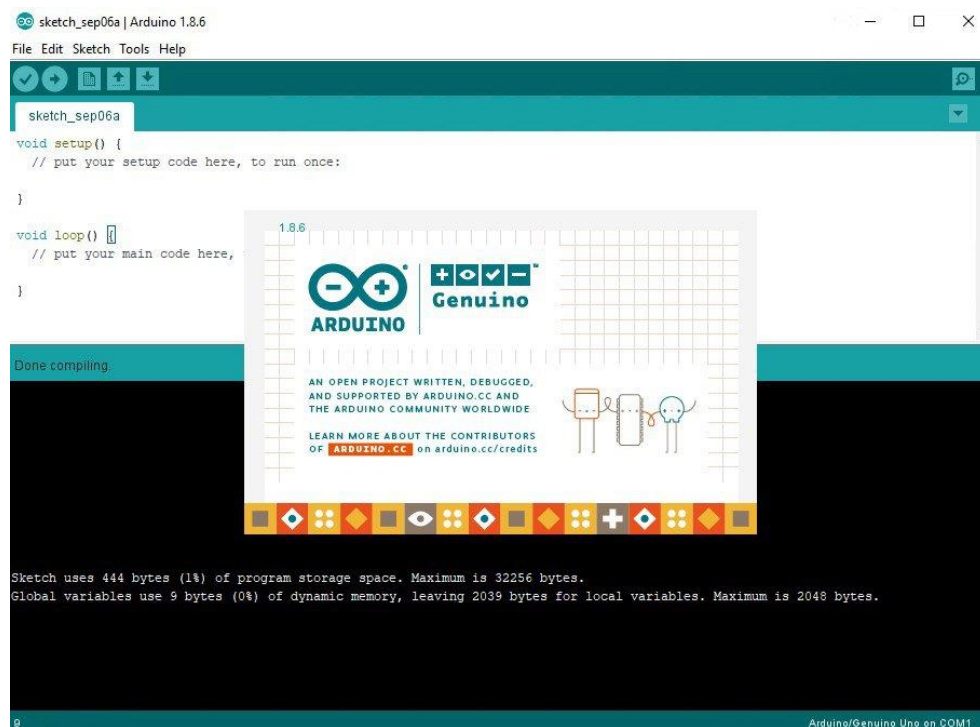 sketch_sep06a | Arduino 1.8.6
File Edit Sketch Tools Help
sketch_sep06a
void setup() {
// put your setup code here, to run once:
}
void loop() {
// put your main code here,
}
1.8.6
ARDUINO
Genuino™
AN OPEN PROJECT WRITTEN, DEBUGGED,
AND SUPPORTED BY ARDUINO.CC AND
THE ARDUINO COMMUNITY WORLDWIDE
LEARN MORE ABOUT THE CONTRIBUTORS
OF ARDUINO.CC on arduino.cc/credits
Done compiling.
Sketch uses 444 bytes (1%) of program storage space. Maximum is 32256 bytes.
Global variables use 9 bytes (0%) of dynamic memory, leaving 2039 bytes for local variables. Maximum is 2048 bytes.
9
Arduino/Genuino Uno on COM1